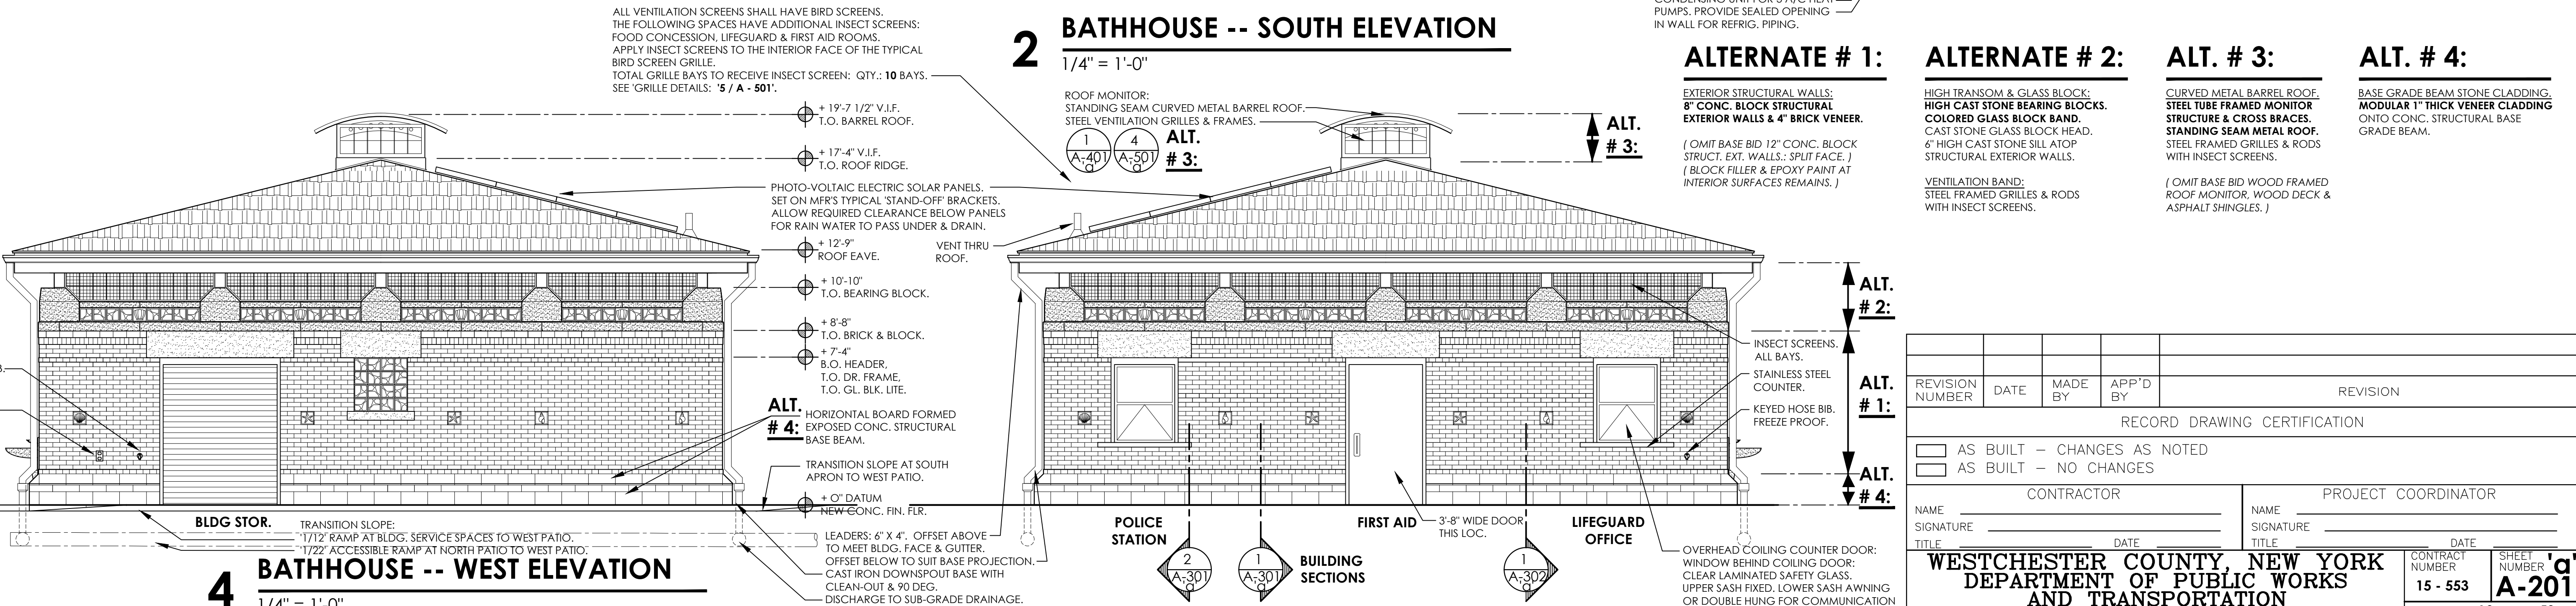 ALL VENTILATION SCREENS SHALL HAVE BIRD SCREENS.
THE FOLLOWING SPACES HAVE ADDITIONAL INSECT SCREENS:
FOOD CONCESSION, LIFEGUARD & FIRST AID ROOMS.
APPLY INSECT SCREENS TO THE INTERIOR FACE OF THE TYPICAL
BIRD SCREEN GRILLE.
TOTAL GRILLE BAYS TO RECEIVE INSECT SCREEN: QTY.: 10 BAYS.
SEE 'GRILLE DETAILS: '5 / A - 501'.
2
BATHHOUSE -- SOUTH ELEVATION
1/4" = 1'-0"
CONDENSING UNIT FOR 3 A/C HEAT
PUMPS. PROVIDE SEALED OPENING
IN WALL FOR REFRIG. PIPING.
ALTERNATE # 1:
EXTERIOR STRUCTURAL WALLS:
8" CONC. BLOCK STRUCTURAL
EXTERIOR WALLS & 4" BRICK VENEER.
( OMIT BASE BID 12" CONC. BLOCK
STRUCT. EXT. WALLS.: SPLIT FACE. )
( BLOCK FILLER & EPOXY PAINT AT
INTERIOR SURFACES REMAINS. )
ALTERNATE # 2:
HIGH TRANSOM & GLASS BLOCK:
HIGH CAST STONE BEARING BLOCKS.
COLORED GLASS BLOCK BAND.
CAST STONE GLASS BLOCK HEAD.
6" HIGH CAST STONE SILL ATOP
STRUCTURAL EXTERIOR WALLS.
VENTILATION BAND:
STEEL FRAMED GRILLES & RODS
WITH INSECT SCREENS.
ALT. # 3:
CURVED METAL BARREL ROOF.
STEEL TUBE FRAMED MONITOR
STRUCTURE & CROSS BRACES.
STANDING SEAM METAL ROOF.
STEEL FRAMED GRILLES & RODS
WITH INSECT SCREENS.
( OMIT BASE BID WOOD FRAMED
ROOF MONITOR, WOOD DECK &
ASPHALT SHINGLES. )
ALT. # 4:
BASE GRADE BEAM STONE CLADDING.
MODULAR 1" THICK VENEER CLADDING
ONTO CONC. STRUCTURAL BASE
GRADE BEAM.
ROOF MONITOR:
STANDING SEAM CURVED METAL BARREL ROOF.
STEEL VENTILATION GRILLES & FRAMES.
1
A-401
a
4
A-501
a
ALT.
# 3:
ALT.
# 3:
+ 19'-7 1/2" V.I.F.
T.O. BARREL ROOF.
+ 17'-4" V.I.F.
T.O. ROOF RIDGE.
PHOTO-VOLTAIC ELECTRIC SOLAR PANELS.
SET ON MFR'S TYPICAL 'STAND-OFF' BRACKETS.
ALLOW REQUIRED CLEARANCE BELOW PANELS
FOR RAIN WATER TO PASS UNDER & DRAIN.
+ 12'-9"
ROOF EAVE.
VENT THRU
ROOF.
+ 10'-10"
T.O. BEARING BLOCK.
+ 8'-8"
T.O. BRICK & BLOCK.
+ 7'-4"
B.O. HEADER,
T.O. DR. FRAME,
T.O. GL. BLK. LITE.
ALT.
# 4:
HORIZONTAL BOARD FORMED
EXPOSED CONC. STRUCTURAL
BASE BEAM.
TRANSITION SLOPE AT SOUTH
APRON TO WEST PATIO.
+ O" DATUM
NEW CONC. FIN. FLR.
ALT.
# 2:
INSECT SCREENS.
ALL BAYS.
STAINLESS STEEL
COUNTER.
KEYED HOSE BIB.
FREEZE PROOF.
ALT.
# 1:
ALT.
# 4:
BLDG STOR.
TRANSITION SLOPE:
'1/12' RAMP AT BLDG. SERVICE SPACES TO WEST PATIO.
'1/22' ACCESSIBLE RAMP AT NORTH PATIO TO WEST PATIO.
4
BATHHOUSE -- WEST ELEVATION
1/4" = 1'-0"
LEADERS: 6" X 4". OFFSET ABOVE
TO MEET BLDG. FACE & GUTTER.
OFFSET BELOW TO SUIT BASE PROJECTION.
CAST IRON DOWNSPOUT BASE WITH
CLEAN-OUT & 90 DEG.
DISCHARGE TO SUB-GRADE DRAINAGE.
POLICE
STATION
2
A-301
a
1
A-301
a
BUILDING
SECTIONS
FIRST AID
3'-8" WIDE DOOR
THIS LOC.
1
A-302
a
LIFEGUARD
OFFICE
OVERHEAD COILING COUNTER DOOR:
WINDOW BEHIND COILING DOOR:
CLEAR LAMINATED SAFETY GLASS.
UPPER SASH FIXED. LOWER SASH AWNING
OR DOUBLE HUNG FOR COMMUNICATION
REVISION NUMBER
DATE
MADE BY
APP'D BY
REVISION
RECORD DRAWING CERTIFICATION
AS BUILT – CHANGES AS NOTED
AS BUILT – NO CHANGES
CONTRACTOR
NAME
SIGNATURE
TITLE DATE
PROJECT COORDINATOR
NAME
SIGNATURE
TITLE DATE
WESTCHESTER COUNTY, NEW YORK
DEPARTMENT OF PUBLIC WORKS
AND TRANSPORTATION
CONTRACT NUMBER
15 - 553
SHEET NUMBER
'a'
A-201